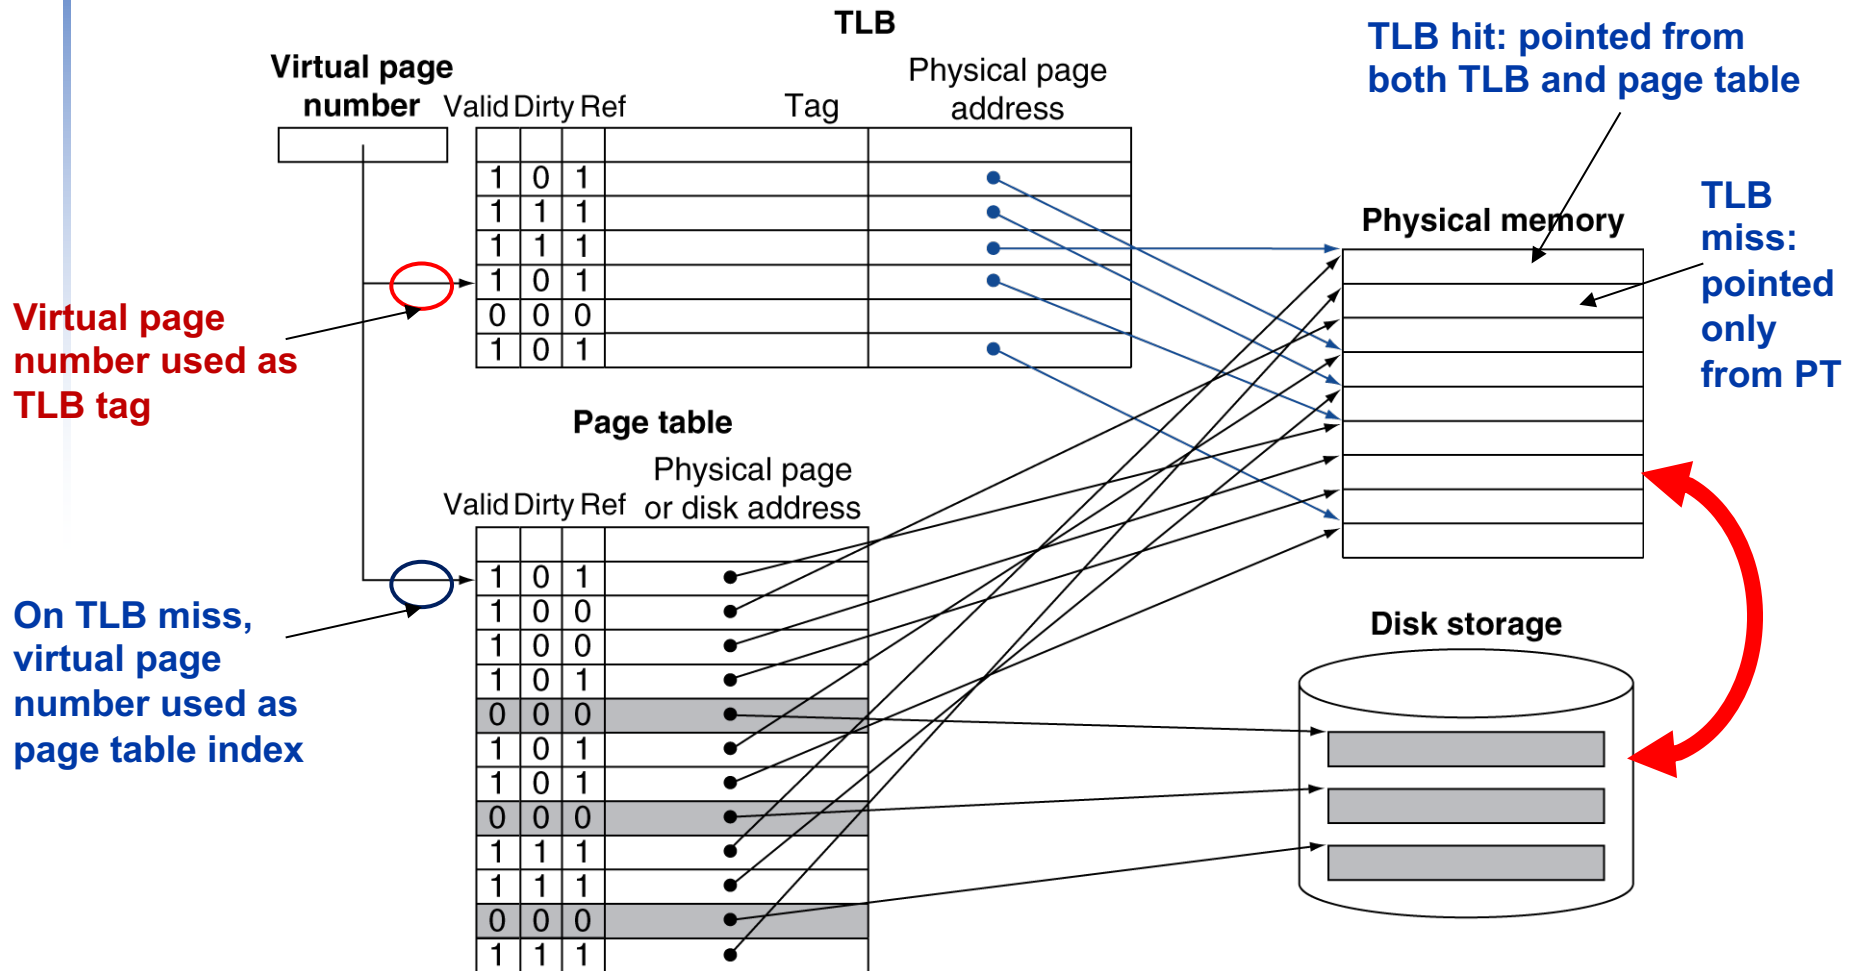 TLB
Virtual page
number
Valid Dirty Ref
Tag
Physical page
address
1 0 1
1 1 1
1 1 1
1 0 1
0 0 0
1 0 1
TLB hit: pointed from
both TLB and page table
Physical memory
TLB
miss:
pointed
only
from PT
Virtual page
number used as
TLB tag
Page table
Valid Dirty Ref
Physical page
or disk address
1 0 1
1 0 0
1 0 0
1 0 1
0 0 0
1 0 1
1 0 1
0 0 0
1 1 1
1 1 1
0 0 0
1 1 1
On TLB miss,
virtual page
number used as
page table index
Disk storage